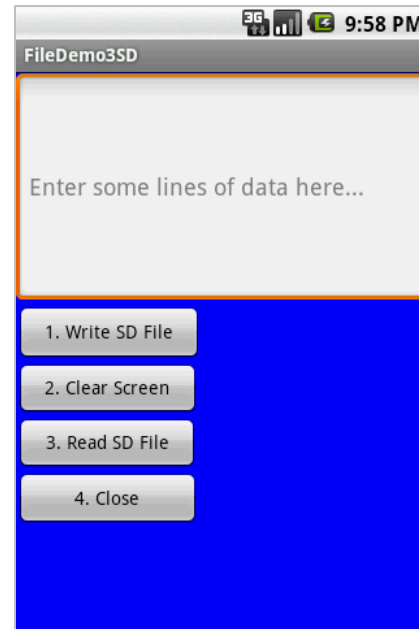 3G 9:58 PM
FileDemo3SD
Enter some lines of data here...
1. Write SD File
2. Clear Screen
3. Read SD File
4. Close